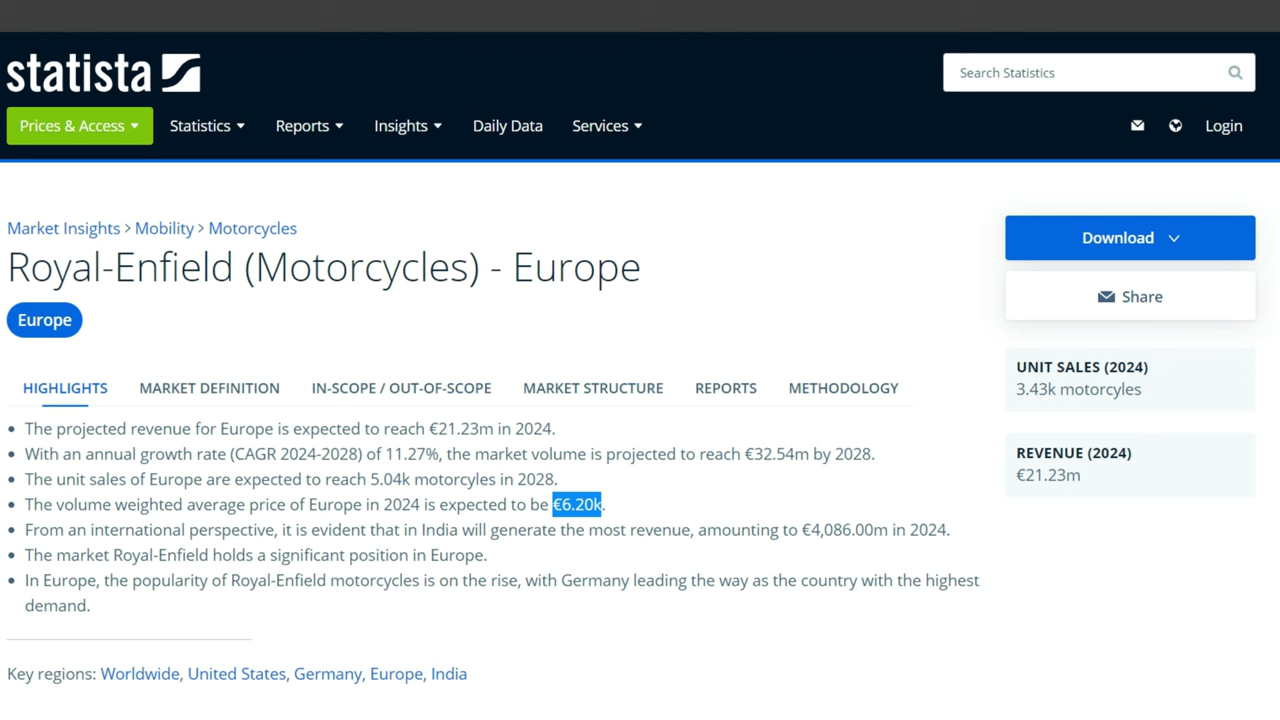 statista
Search Statistics
Prices & Access
Statistics
Reports
Insights
Daily Data
Services
Login
Market Insights > Mobility > Motorcycles
Royal-Enfield (Motorcycles) - Europe
Europe
Download
Share
HIGHLIGHTS
MARKET DEFINITION
IN-SCOPE / OUT-OF-SCOPE
MARKET STRUCTURE
REPORTS
METHODOLOGY
UNIT SALES (2024)
3.43k motorcyles
REVENUE (2024)
€21.23m
• The projected revenue for Europe is expected to reach €21.23m in 2024.
• With an annual growth rate (CAGR 2024-2028) of 11.27%, the market volume is projected to reach €32.54m by 2028.
• The unit sales of Europe are expected to reach 5.04k motorcyles in 2028.
• The volume weighted average price of Europe in 2024 is expected to be €6.20k.
• From an international perspective, it is evident that in India will generate the most revenue, amounting to €4,086.00m in 2024.
• The market Royal-Enfield holds a significant position in Europe.
• In Europe, the popularity of Royal-Enfield motorcycles is on the rise, with Germany leading the way as the country with the highest
demand.
Key regions: Worldwide, United States, Germany, Europe, India